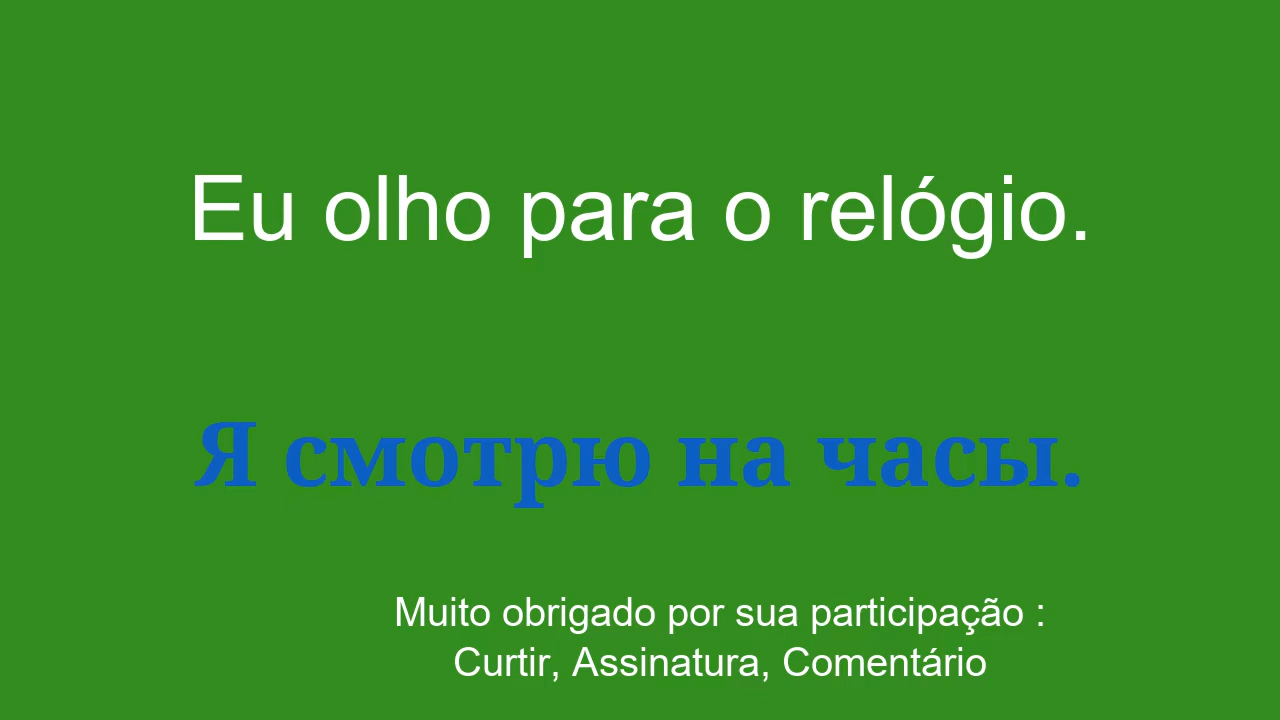 Eu olho para o relógio.
Я смотрю на часы.
Muito obrigado por sua participação :
Curtir, Assinatura, Comentário